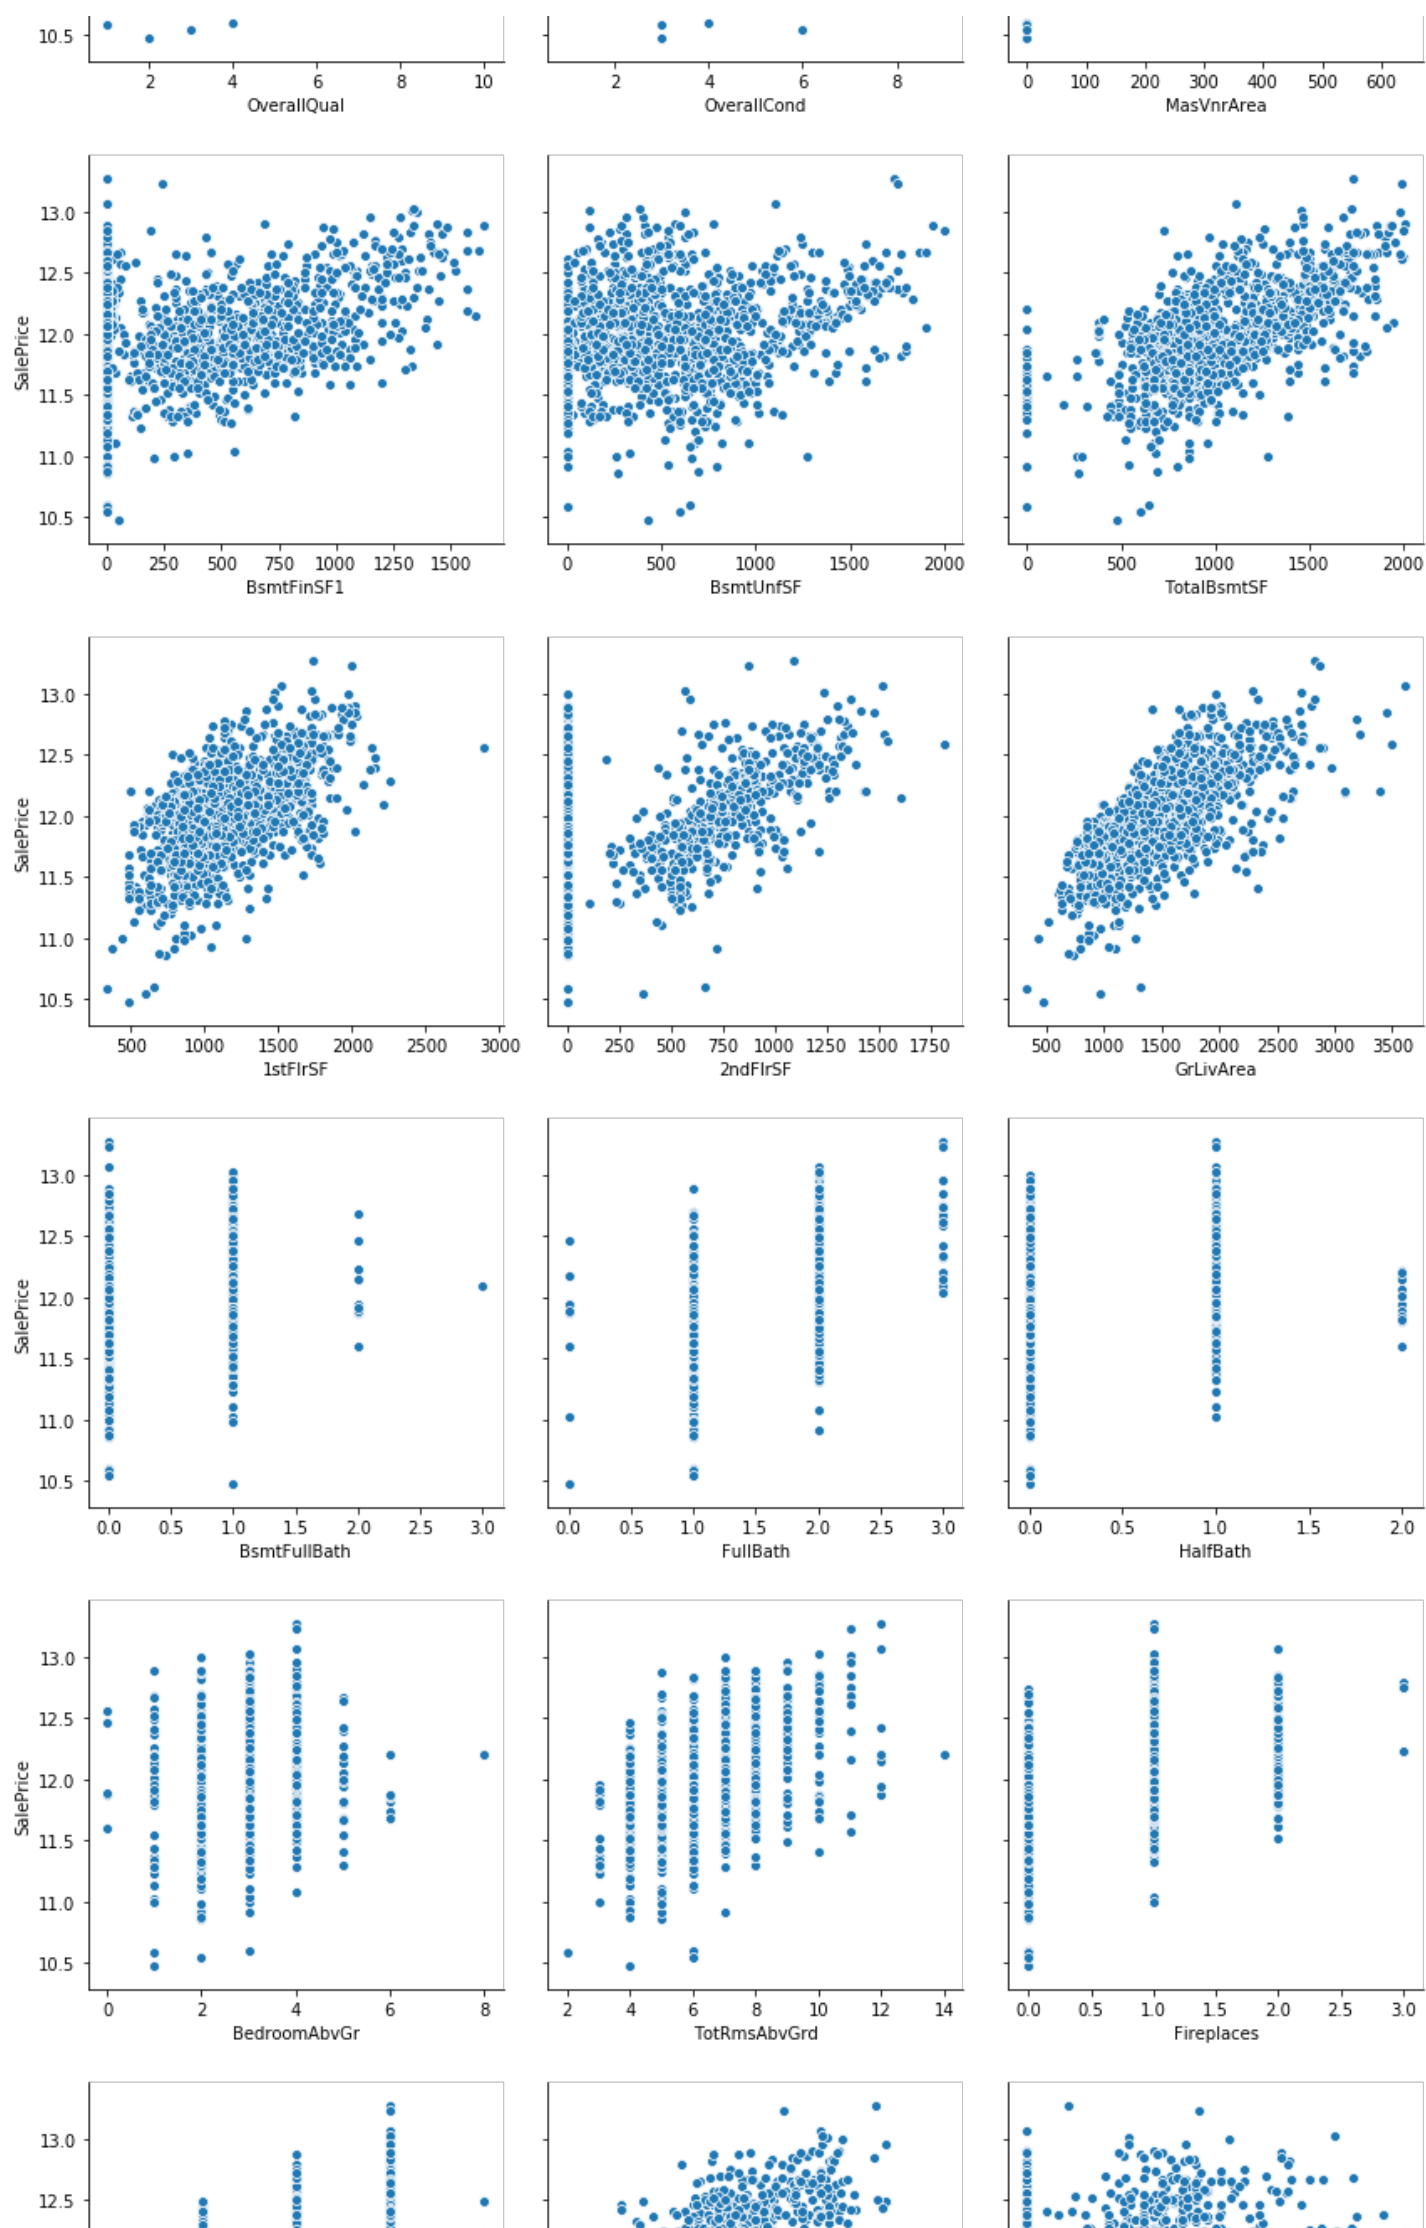 10.5
2 4 6 8 10 2 4 6 8 0 100 200 300 400 500 600
OverallQual OverallCond MasVnrArea
13.0
12.5
12.0
11.5
11.0
10.5
SalePrice
0 250 500 750 1000 1250 1500 0 500 1000 1500 2000 0 500 1000 1500 2000
BsmtFinSF1 BsmtUnfSF TotalBsmtSF
13.0
12.5
12.0
11.5
11.0
10.5
SalePrice
500 1000 1500 2000 2500 3000 0 250 500 750 1000 1250 1500 1750 500 1000 1500 2000 2500 3000 3500
1stFlrSF 2ndFlrSF GrLivArea
13.0
12.5
12.0
11.5
11.0
10.5
SalePrice
0.0 0.5 1.0 1.5 2.0 2.5 3.0 0.0 0.5 1.0 1.5 2.0 2.5 3.0 0.0 0.5 1.0 1.5 2.0
BsmtFullBath FullBath HalfBath
13.0
12.5
12.0
11.5
11.0
10.5
SalePrice
0 2 4 6 8 2 4 6 8 10 12 14 0.0 0.5 1.0 1.5 2.0 2.5 3.0
BedroomAbvGr TotRmsAbvGrd Fireplaces
13.0
12.5